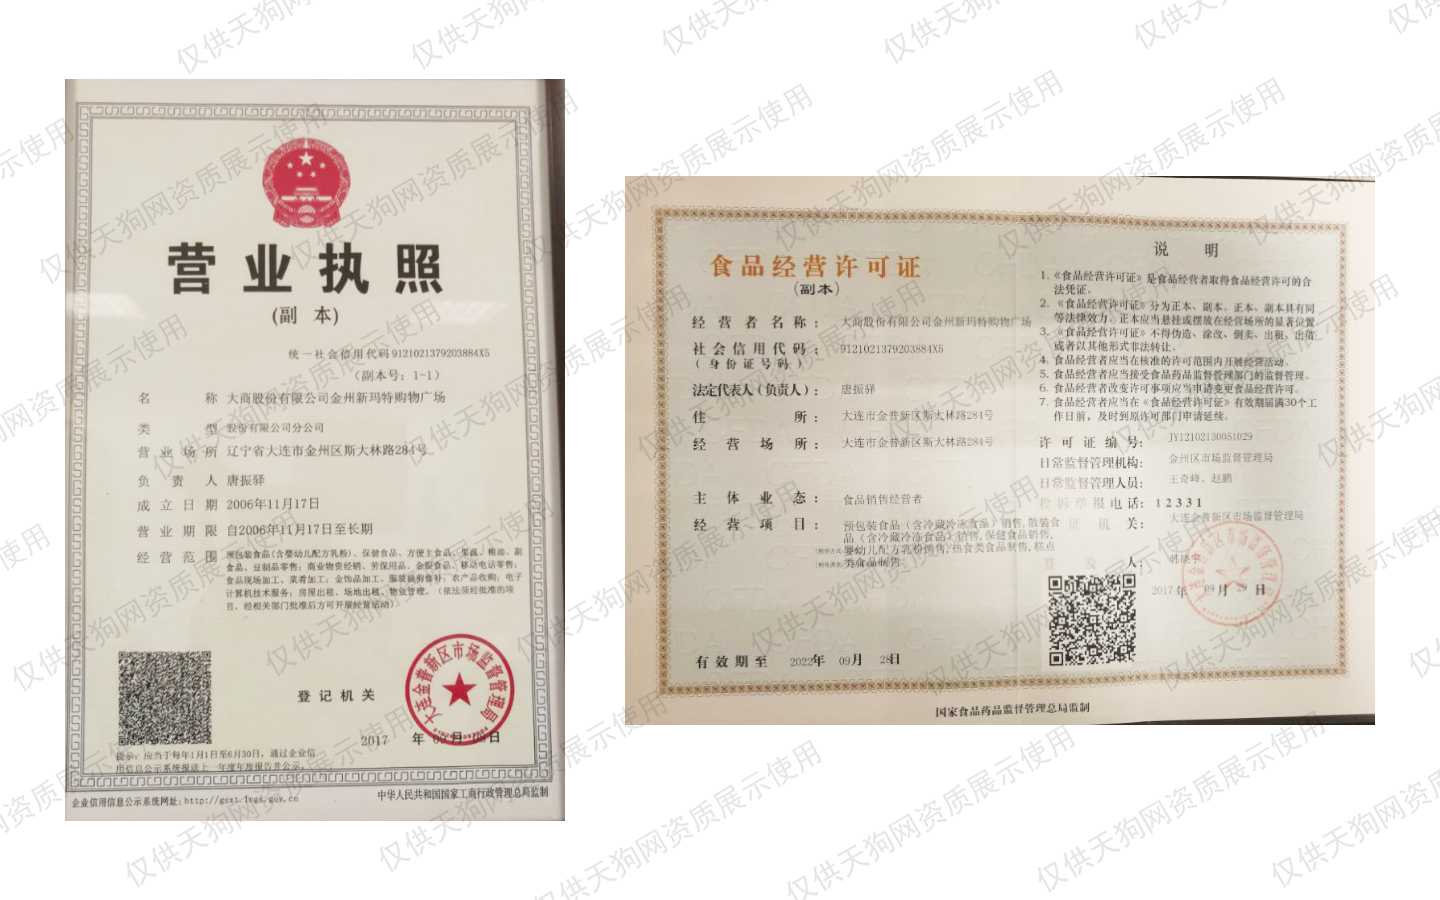 营业执照
(副 本)
统一社会信用代码 9121021379203884X5
(副本号: 1-1)
名 称 大商股份有限公司金州新玛特购物广场
类 型 股份有限公司分公司
营业场所 辽宁省大连市金州区斯大林路284号
负 责 人 唐振驿
成立日期 2006年11月17日
营业期限 自2006年11月17日至长期
经营范围 预包装食品(含婴幼儿配方乳粉)、保健食品、方便主食品、果蔬、粮油、副
食品、豆制品零售; 商业物资经销、劳保用品、金银食品、移动电话零售;
食品现场加工、菜肴加工; 金饰品加工、服装裁剪修补; 农产品收购; 电子
计算机技术服务; 房屋出租、场地出租、物业管理。(依法须经批准的项
目, 经相关部门批准后方可开展经营活动)
登记机关
大连金普新区市场监督管理局
2017 年 月 日
提示: 应当于每年1月1日至6月30日, 通过企业信
用信息公示系统报送上一年度年度报告并公示。
企业信用信息公示系统网址: http://gsxt.lngs.gov.cn
中华人民共和国国家工商行政管理总局监制
食品经营许可证
(副本)
经营者名称: 大商股份有限公司金州新玛特购物广场
社会信用代码: 9121021379203884X5
(身份证号码)
法定代表人(负责人): 唐振驿
住 所: 大连市金普新区斯大林路284号
经营场所: 大连市金普新区斯大林路284号
主体业态: 食品销售经营者
经营项目: 预包装食品(含冷藏冷冻食品)销售, 散装食
品(含冷藏冷冻食品)销售, 保健食品销售,
婴幼儿配方乳粉销售, 热食类食品制售, 糕点
类食品制售
有效期至 2022年 09月 28日
说 明
1. 《食品经营许可证》是食品经营者取得食品经营许可的合
法凭证。
2. 《食品经营许可证》分为正本、副本。正本、副本具有同
等法律效力。正本应当悬挂或摆放在经营场所的显著位置
3. 《食品经营许可证》不得伪造、涂改、倒卖、出租、出借
或者以其他形式非法转让。
4. 食品经营者应当在核准的许可范围内开展经营活动。
5. 食品经营者应当接受食品药品监督管理部门的监督管理。
6. 食品经营者改变许可事项应当申请变更食品经营许可。
7. 食品经营者应当在《食品经营许可证》有效期届满30个工
作日前, 及时到原许可部门申请延续。
许可证编号: JY12102130051029
日常监督管理机构: 金州区市场监督管理局
日常监督管理人员: 王奇峰、赵鹏
投诉举报电话: 12331
证机关: 大连金普新区市场监督管理局
签发人: 韩晓宇
2017 年 09 月 29 日
国家食品药品监督管理总局监制
仅供天狗网资质展示使用